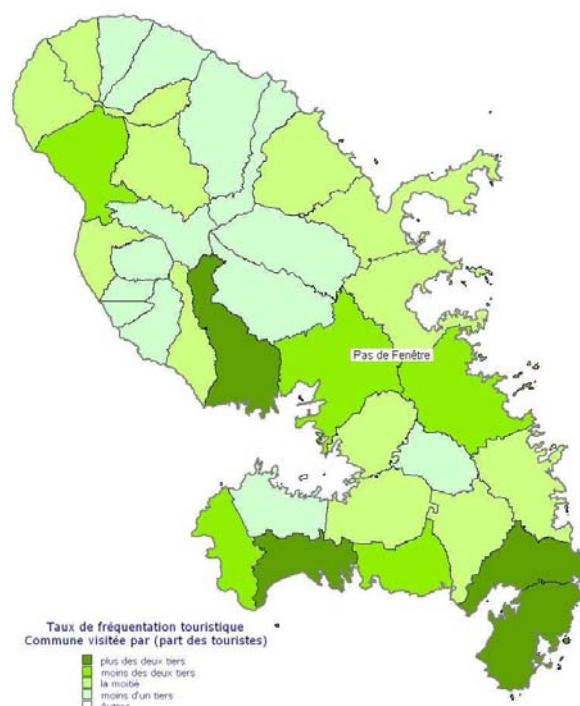 Pas de Fenêtre
Taux de fréquentation touristique
Commune visitée par (part des touristes)
plus des deux tiers
moins des deux tiers
la moitié
moins d'un tiers